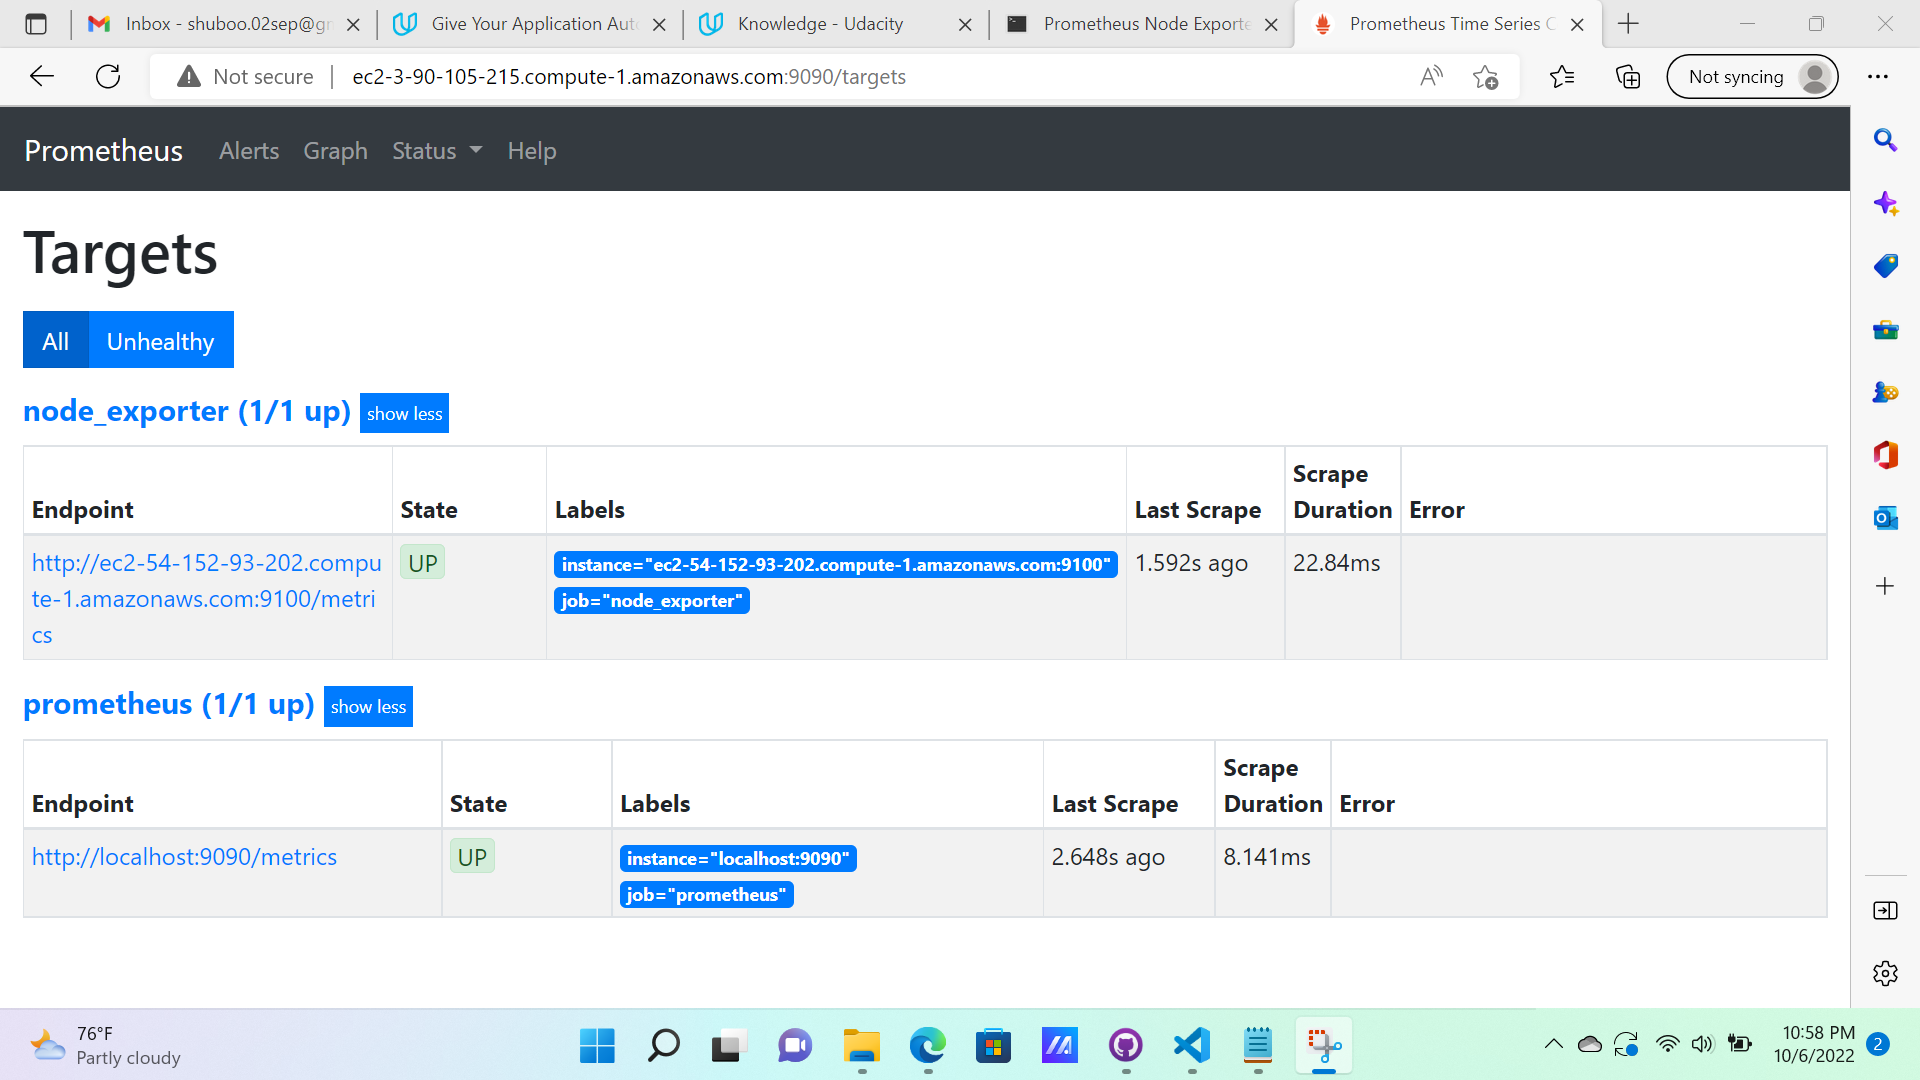 Inbox - shuboo.02sep@gm
Give Your Application Aut
Knowledge - Udacity
Prometheus Node Exporte
Prometheus Time Series C
Not secure
ec2-3-90-105-215.compute-1.amazonaws.com:9090/targets
Not syncing
Prometheus
Alerts
Graph
Status
Help
Targets
All
Unhealthy
node_exporter (1/1 up)
show less
Endpoint
State
Labels
Last Scrape
Scrape
Duration
Error
http://ec2-54-152-93-202.compu
te-1.amazonaws.com:9100/metri
cs
UP
instance="ec2-54-152-93-202.compute-1.amazonaws.com:9100"
job="node_exporter"
1.592s ago
22.84ms
prometheus (1/1 up)
show less
Endpoint
State
Labels
Last Scrape
Scrape
Duration
Error
http://localhost:9090/metrics
UP
instance="localhost:9090"
job="prometheus"
2.648s ago
8.141ms
76°F
Partly cloudy
10:58 PM
10/6/2022
2